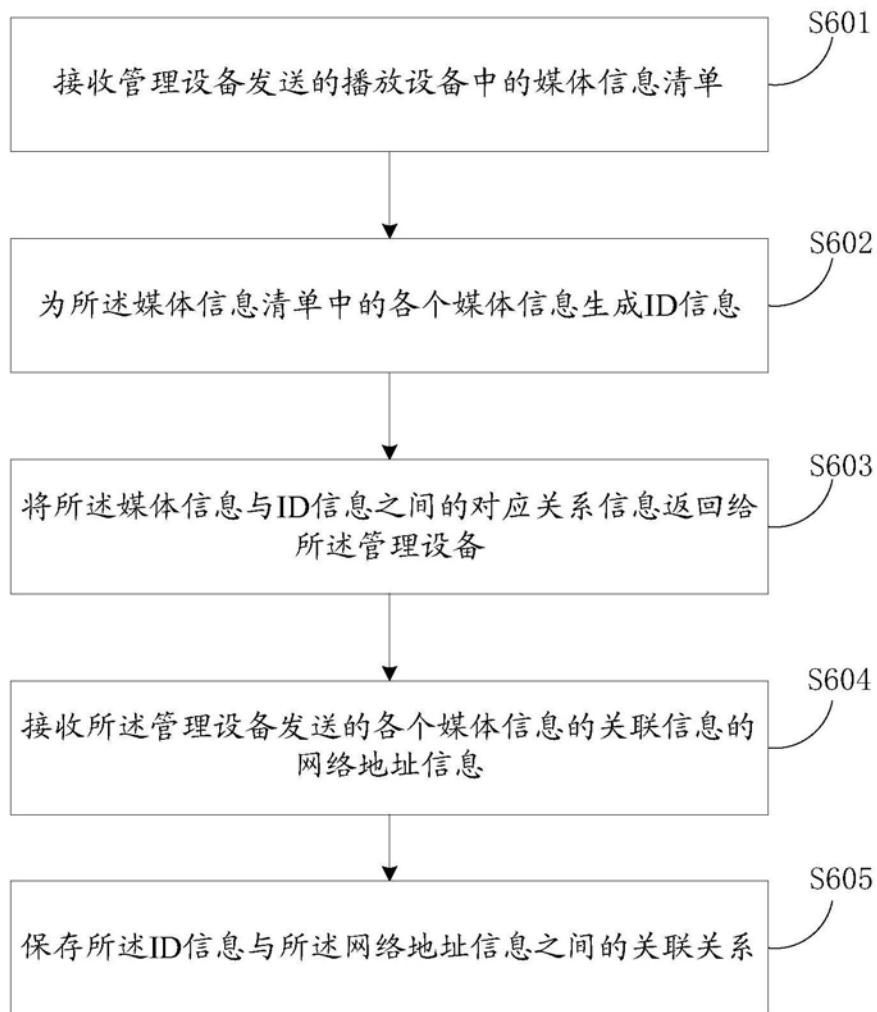 S601
接收管理设备发送的播放设备中的媒体信息清单
S602
为所述媒体信息清单中的各个媒体信息生成ID信息
S603
将所述媒体信息与ID信息之间的对应关系信息返回给
所述管理设备
S604
接收所述管理设备发送的各个媒体信息的关联信息的
网络地址信息
S605
保存所述ID信息与所述网络地址信息之间的关联关系